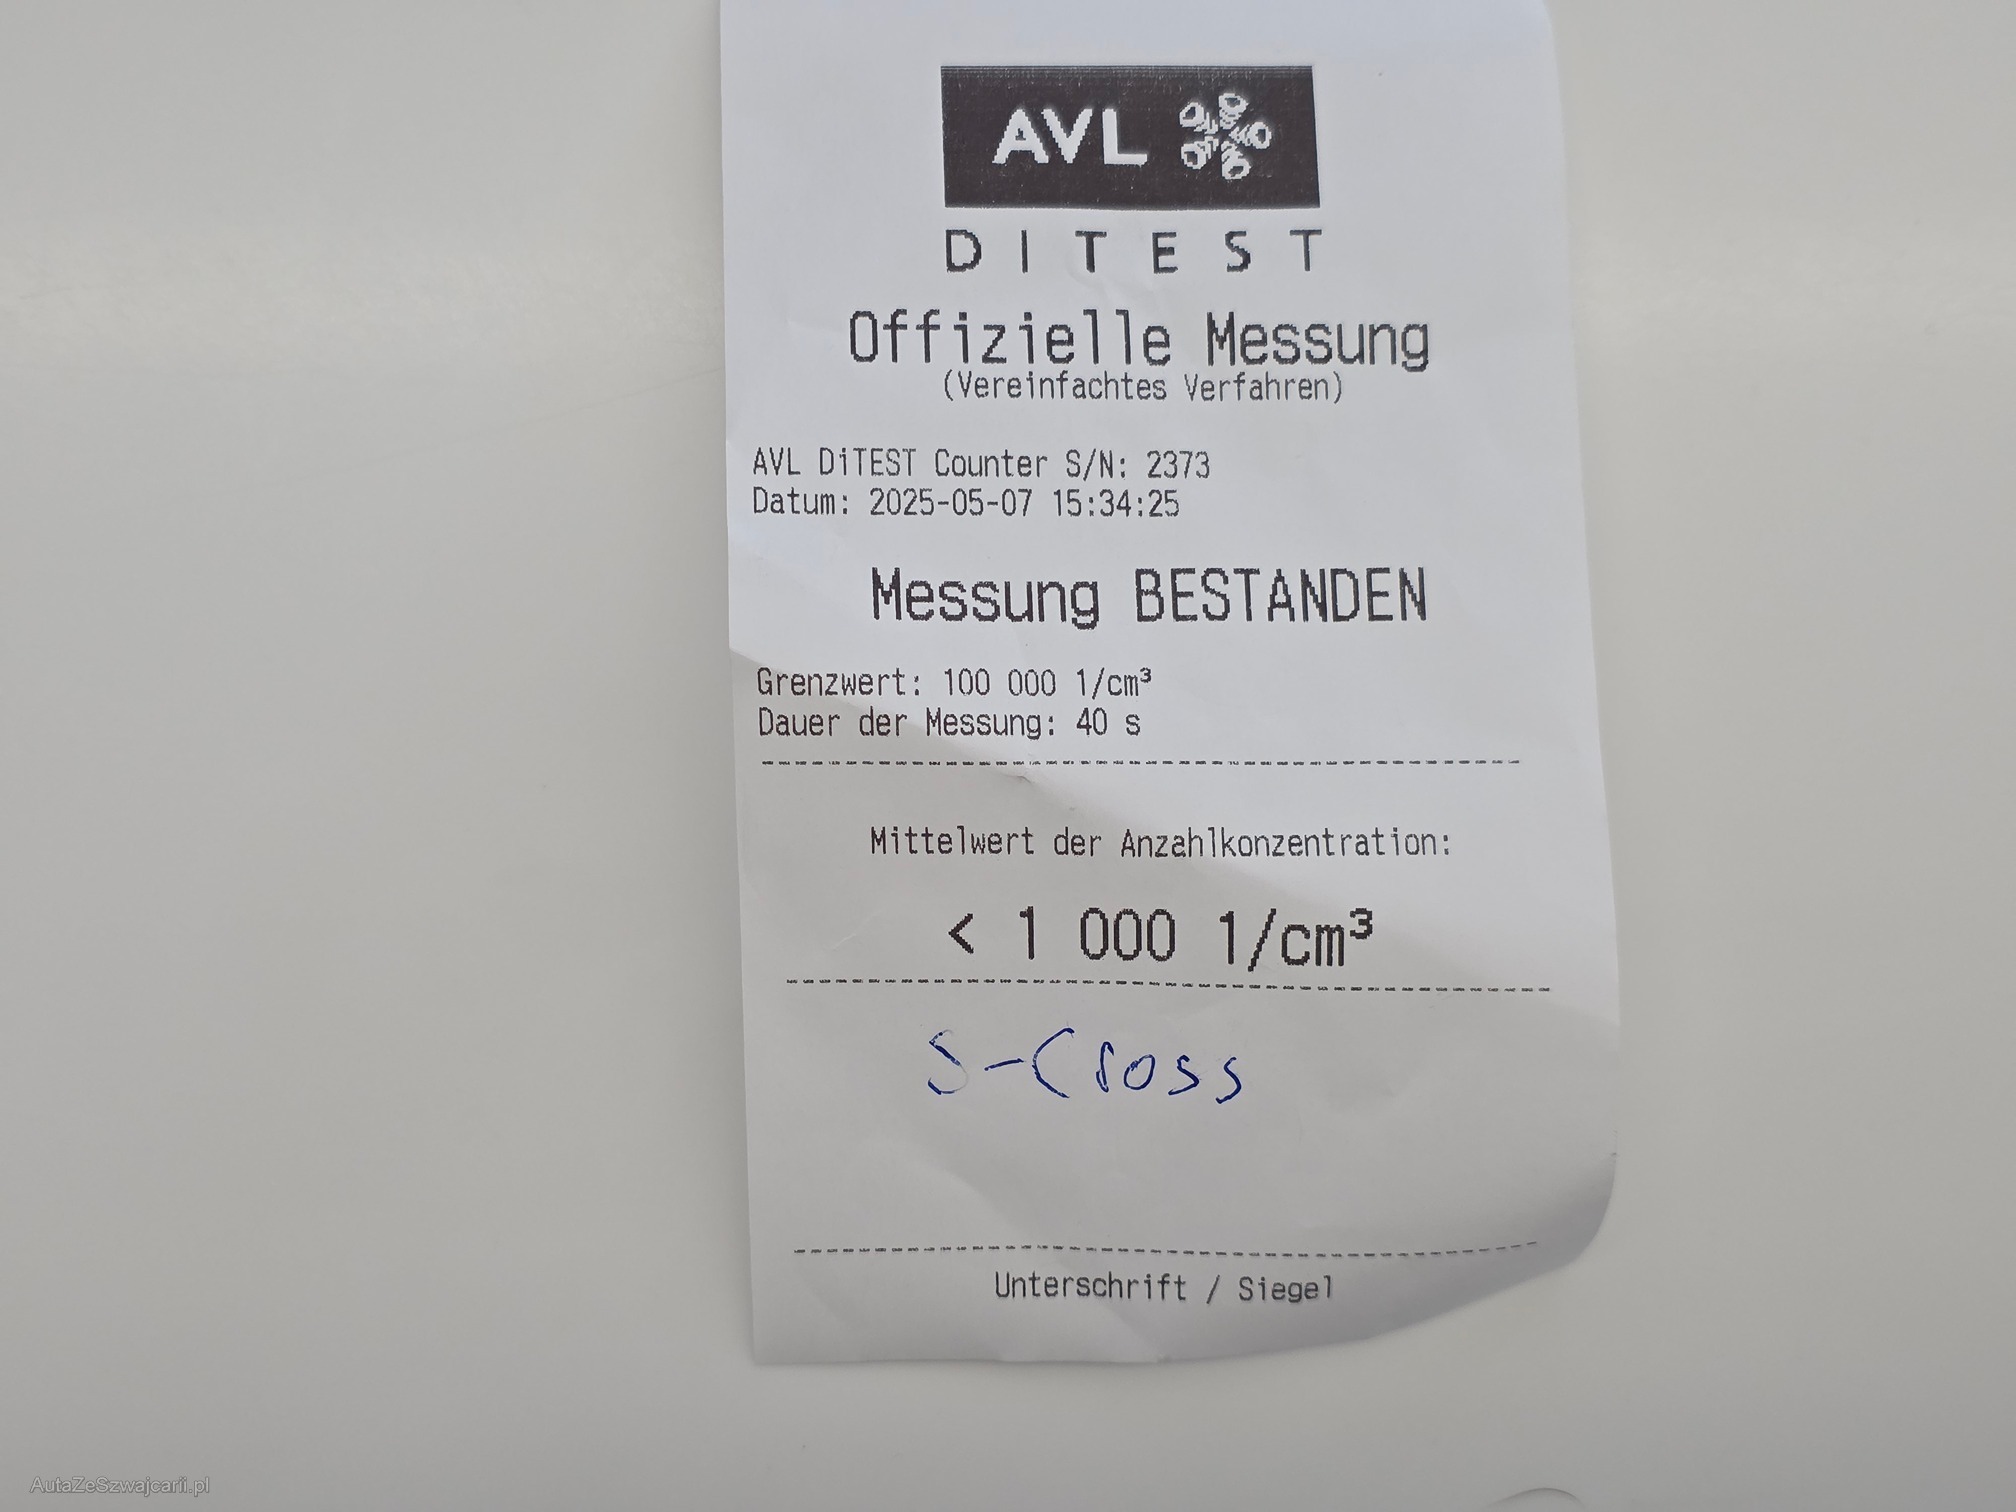 AVL
DITEST
Offizielle Messung
(Vereinfachtes Verfahren)
AVL DiTEST Counter S/N: 2373
Datum: 2025-05-07 15:34:25
Messung BESTANDEN
Grenzwert: 100 000 1/cm³
Dauer der Messung: 40 s
Mittelwert der Anzahlkonzentration:
< 1 000 1/cm³
S-Cross
Unterschrift / Siegel
AutaZeSzwajcarii.pl